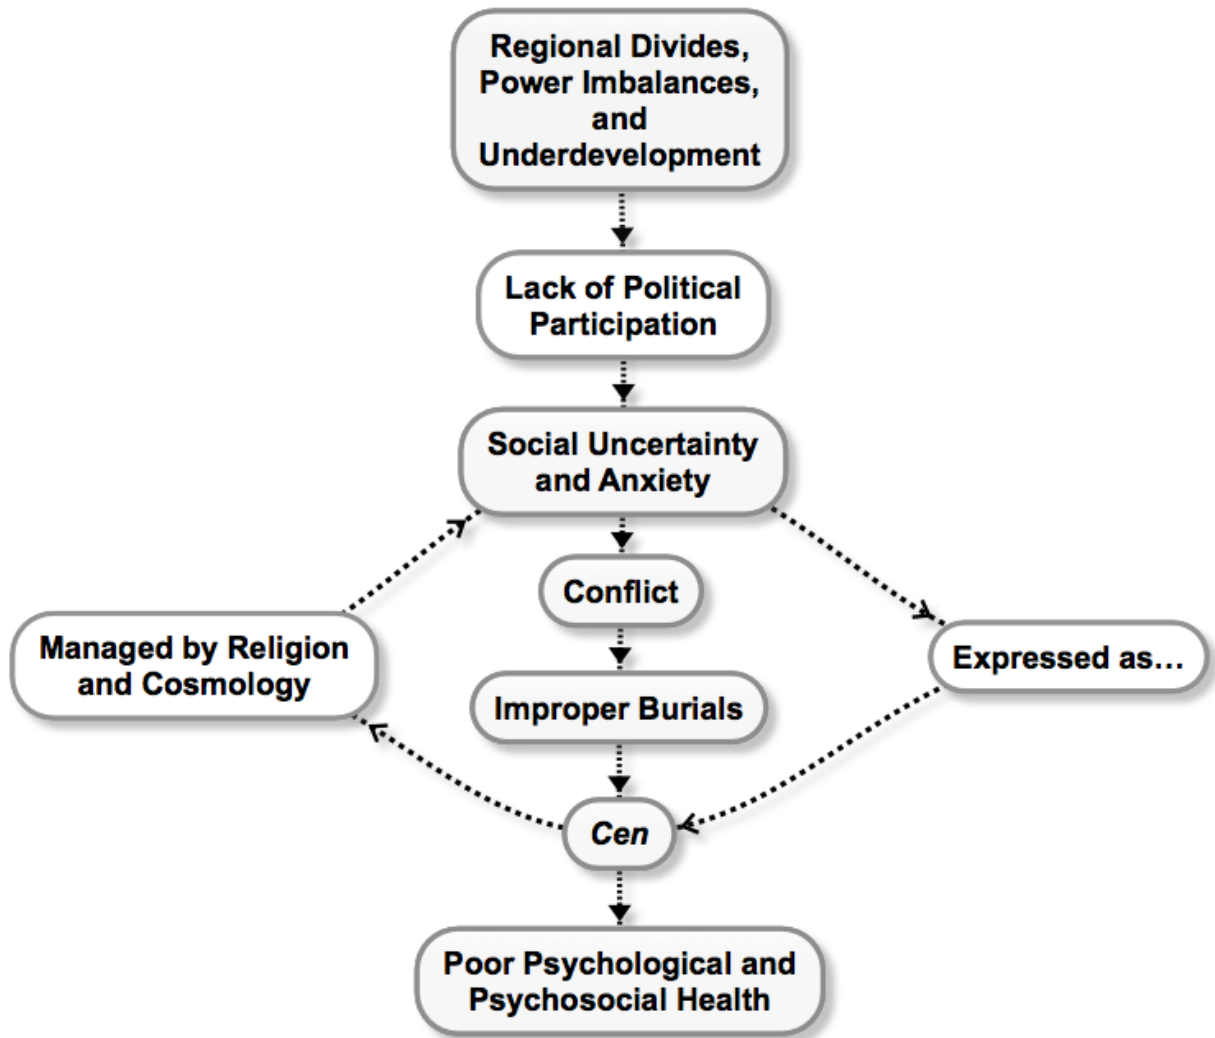 Regional Divides,
Power Imbalances,
and
Underdevelopment
Lack of Political
Participation
Social Uncertainty
and Anxiety
Conflict
Managed by Religion
and Cosmology
Expressed as…
Improper Burials
Cen
Poor Psychological and
Psychosocial Health